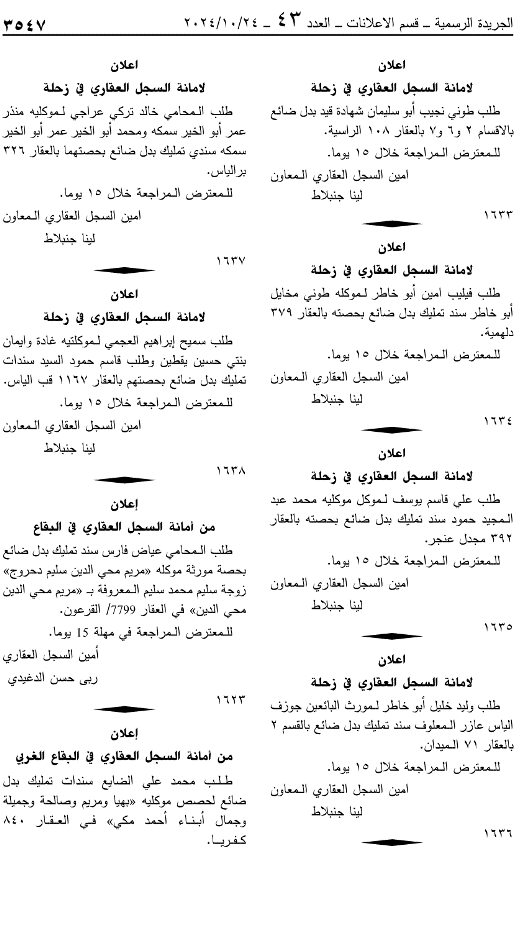 الجريدة الرسمية ــ قسم الاعلانات ــ العدد ٤٣ ــ ٢٠٢٤/١٠/٢٤
٣٥٤٧
اعلان
لامانة السجل العقاري في زحلة
طلب طوني نجيب أبو سليمان شهادة قيد بدل ضائع
بالاقسام ٢ و٦ و٧ بالعقار ١٠٨ الراسية.
للمعترض المراجعة خلال ١٥ يوما.
امين السجل العقاري المعاون
لينا جنبلاط
١٦٣٣
اعلان
لامانة السجل العقاري في زحلة
طلب فيليب امين أبو خاطر لموكله طوني مخايل
أبو خاطر سند تمليك بدل ضائع بحصته بالعقار ٣٧٩
دلهمية.
للمعترض المراجعة خلال ١٥ يوما.
امين السجل العقاري المعاون
لينا جنبلاط
١٦٣٤
اعلان
لامانة السجل العقاري في زحلة
طلب علي قاسم يوسف لموكل موكليه محمد عبد
المجيد حمود سند تمليك بدل ضائع بحصته بالعقار
٣٩٢ مجدل عنجر.
للمعترض المراجعة خلال ١٥ يوما.
امين السجل العقاري المعاون
لينا جنبلاط
١٦٣٥
اعلان
لامانة السجل العقاري في زحلة
طلب وليد خليل أبو خاطر لمورث البائعين جوزف
الياس عازر المعلوف سند تمليك بدل ضائع بالقسم ٢
بالعقار ٧١ الميدان.
للمعترض المراجعة خلال ١٥ يوما.
امين السجل العقاري المعاون
لينا جنبلاط
١٦٣٦
اعلان
لامانة السجل العقاري في زحلة
طلب المحامي خالد تركي عراجي لموكليه منذر
عمر أبو الخير سمكه ومحمد أبو الخير عمر أبو الخير
سمكه سندي تمليك بدل ضائع بحصتهما بالعقار ٣٢٦
برالياس.
للمعترض المراجعة خلال ١٥ يوما.
امين السجل العقاري المعاون
لينا جنبلاط
١٦٣٧
اعلان
لامانة السجل العقاري في زحلة
طلب سميح إبراهيم العجمي لموكلتيه غادة وايمان
بنتي حسين يقطين وطلب قاسم حمود السيد سندات
تمليك بدل ضائع بحصتهم بالعقار ١١٦٧ قب الياس.
للمعترض المراجعة خلال ١٥ يوما.
امين السجل العقاري المعاون
لينا جنبلاط
١٦٣٨
إعلان
من أمانة السجل العقاري في البقاع
طلب المحامي عياض فارس سند تمليك بدل ضائع
بحصة مورثة موكله «مريم محي الدين سليم دحروج»
زوجة سليم محمد سليم المعروفة بـ «مريم محي الدين
محي الدين» في العقار 7799/ القرعون.
للمعترض المراجعة في مهلة 15 يوما.
أمين السجل العقاري
ربى حسن الدغيدي
١٦٢٣
إعلان
من أمانة السجل العقاري في البقاع الغربي
طلب محمد علي الضايع سندات تمليك بدل
ضائع لحصص موكليه «بهيا ومريم وصالحة وجميلة
وجمال أبناء أحمد مكي» في العقار ٨٤٠
كفريا.